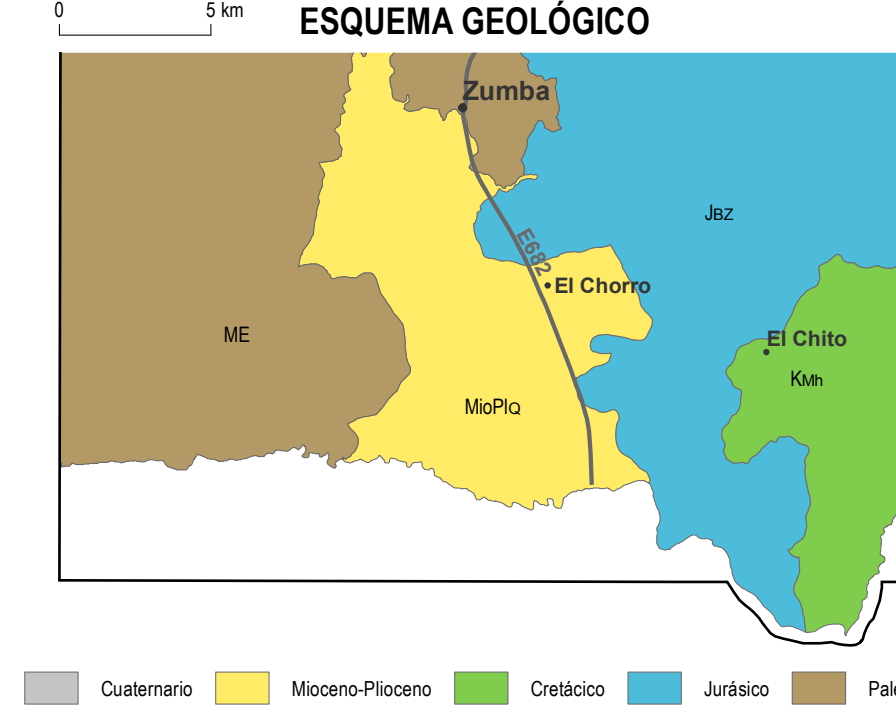 0 5 km
ESQUEMA GEOLÓGICO
Zumba
JBZ
E682
El Chorro
ME
El Chito
KMh
MioPlQ
Cuaternario Mioceno-Plioceno Cretácico Jurásico Pale